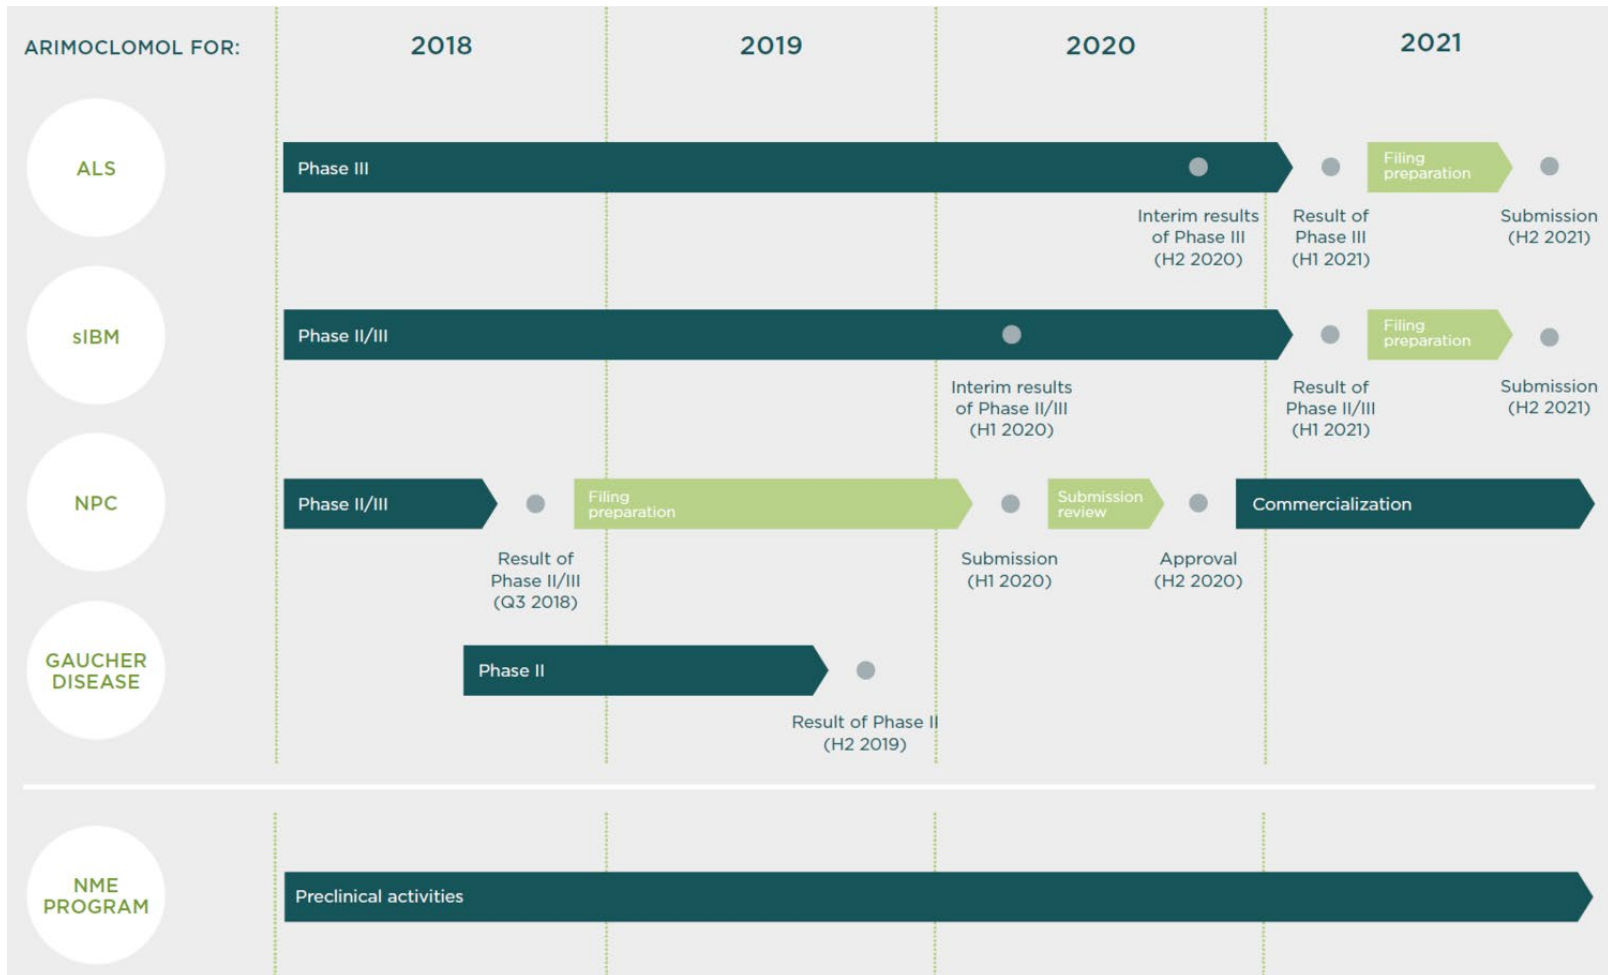 ARIMOCLOMOL FOR:
2018
2019
2020
2021
ALS
Phase III
Filing
preparation
Interim results
of Phase III
(H2 2020)
Result of
Phase III
(H1 2021)
Submission
(H2 2021)
sIBM
Phase II/III
Filing
preparation
Interim results
of Phase II/III
(H1 2020)
Result of
Phase II/III
(H1 2021)
Submission
(H2 2021)
NPC
Phase II/III
Filing
preparation
Submission
review
Commercialization
Result of
Phase II/III
(Q3 2018)
Submission
(H1 2020)
Approval
(H2 2020)
GAUCHER
DISEASE
Phase II
Result of Phase II
(H2 2019)
NME
PROGRAM
Preclinical activities